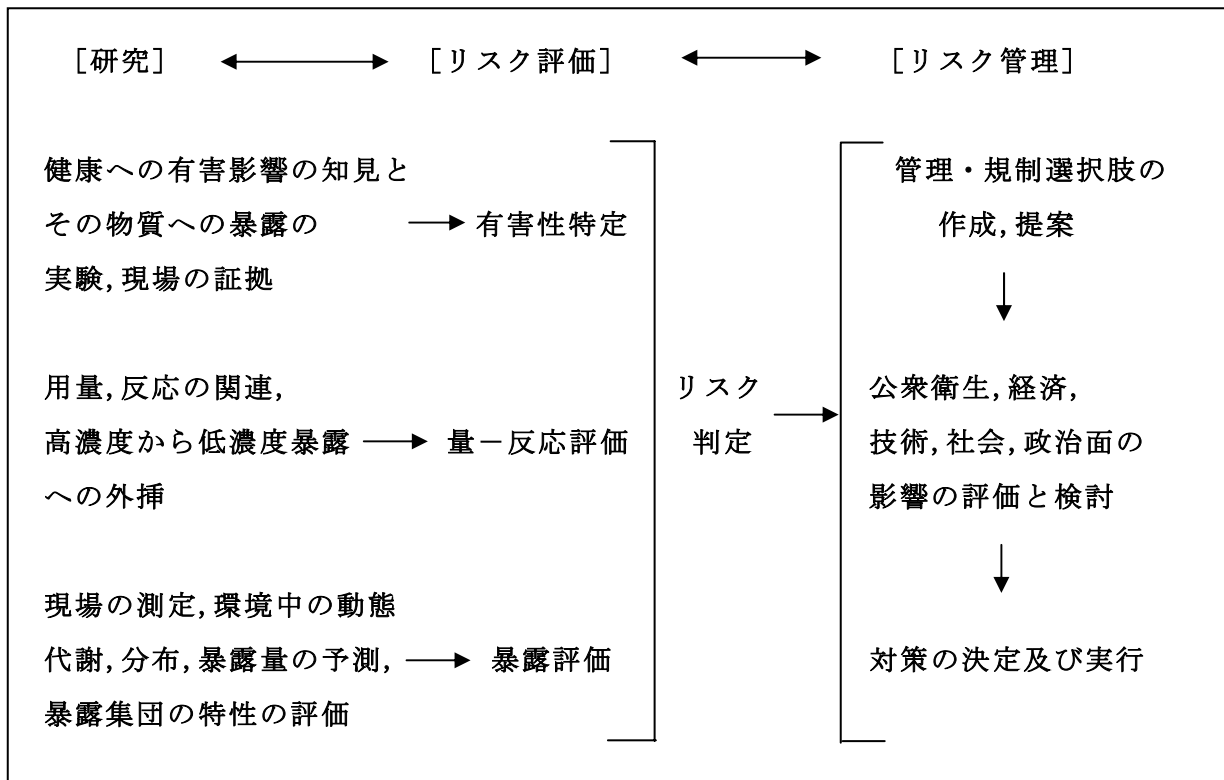 ［研究］ ［リスク評価］ ［リスク管理］
健康への有害影響の知見と
その物質への暴露の
実験,現場の証拠
有害性特定
用量,反応の関連,
高濃度から低濃度暴露
への外挿
量－反応評価
現場の測定,環境中の動態
代謝,分布,暴露量の予測,
暴露集団の特性の評価
暴露評価
リスク
判定
管理・規制選択肢の
作成,提案
公衆衛生,経済,
技術,社会,政治面の
影響の評価と検討
対策の決定及び実行